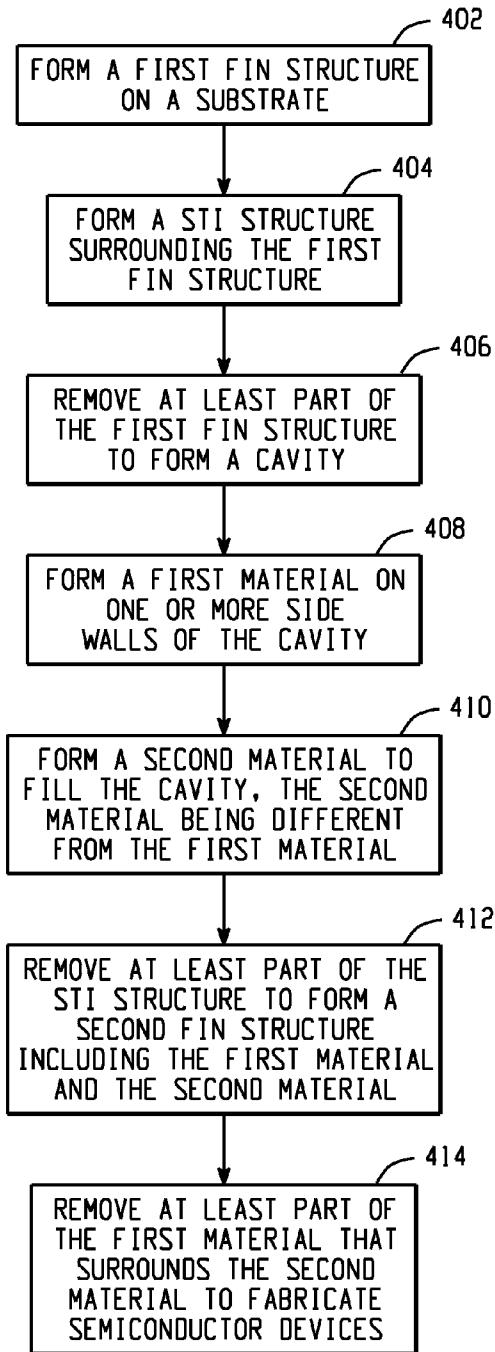 402
FORM A FIRST FIN STRUCTURE
ON A SUBSTRATE
404
FORM A STI STRUCTURE
SURROUNDING THE FIRST
FIN STRUCTURE
406
REMOVE AT LEAST PART OF
THE FIRST FIN STRUCTURE
TO FORM A CAVITY
408
FORM A FIRST MATERIAL ON
ONE OR MORE SIDE
WALLS OF THE CAVITY
410
FORM A SECOND MATERIAL TO
FILL THE CAVITY, THE SECOND
MATERIAL BEING DIFFERENT
FROM THE FIRST MATERIAL
412
REMOVE AT LEAST PART OF THE
STI STRUCTURE TO FORM A
SECOND FIN STRUCTURE
INCLUDING THE FIRST MATERIAL
AND THE SECOND MATERIAL
414
REMOVE AT LEAST PART OF
THE FIRST MATERIAL THAT
SURROUNDS THE SECOND
MATERIAL TO FABRICATE
SEMICONDUCTOR DEVICES